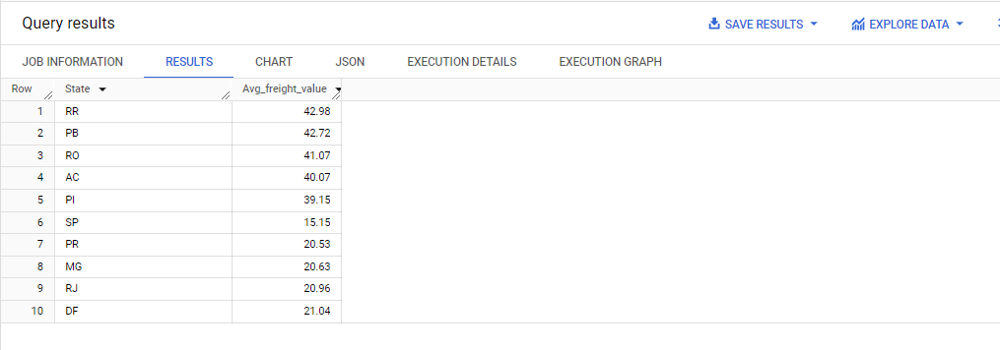 Query results SAVE RESULTS EXPLORE DATA
JOB INFORMATION RESULTS CHART JSON EXECUTION DETAILS EXECUTION GRAPH
Row State Avg_freight_value
1 RR 42.98
2 PB 42.72
3 RO 41.07
4 AC 40.07
5 PI 39.15
6 SP 15.15
7 PR 20.53
8 MG 20.63
9 RJ 20.96
10 DF 21.04